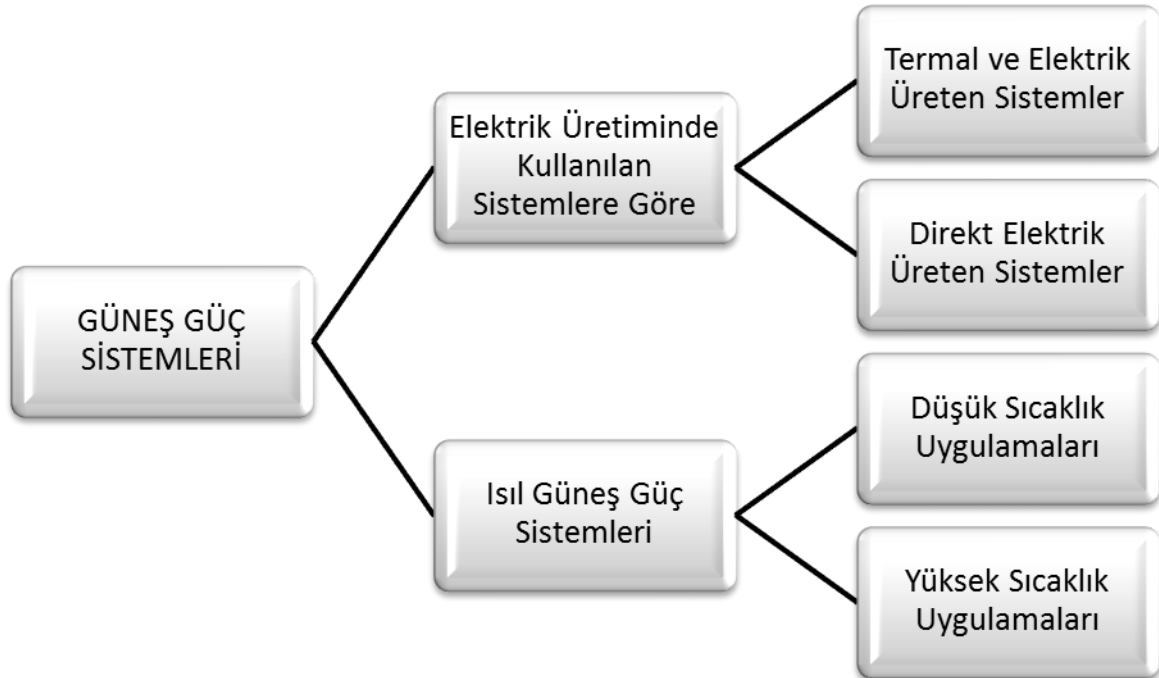 GÜNEŞ GÜÇ
SİSTEMLERİ
Elektrik Üretiminde
Kullanılan
Sistemlere Göre
Termal ve Elektrik
Üreten Sistemler
Direkt Elektrik
Üreten Sistemler
Isıl Güneş Güç
Sistemleri
Düşük Sıcaklık
Uygulamaları
Yüksek Sıcaklık
Uygulamaları